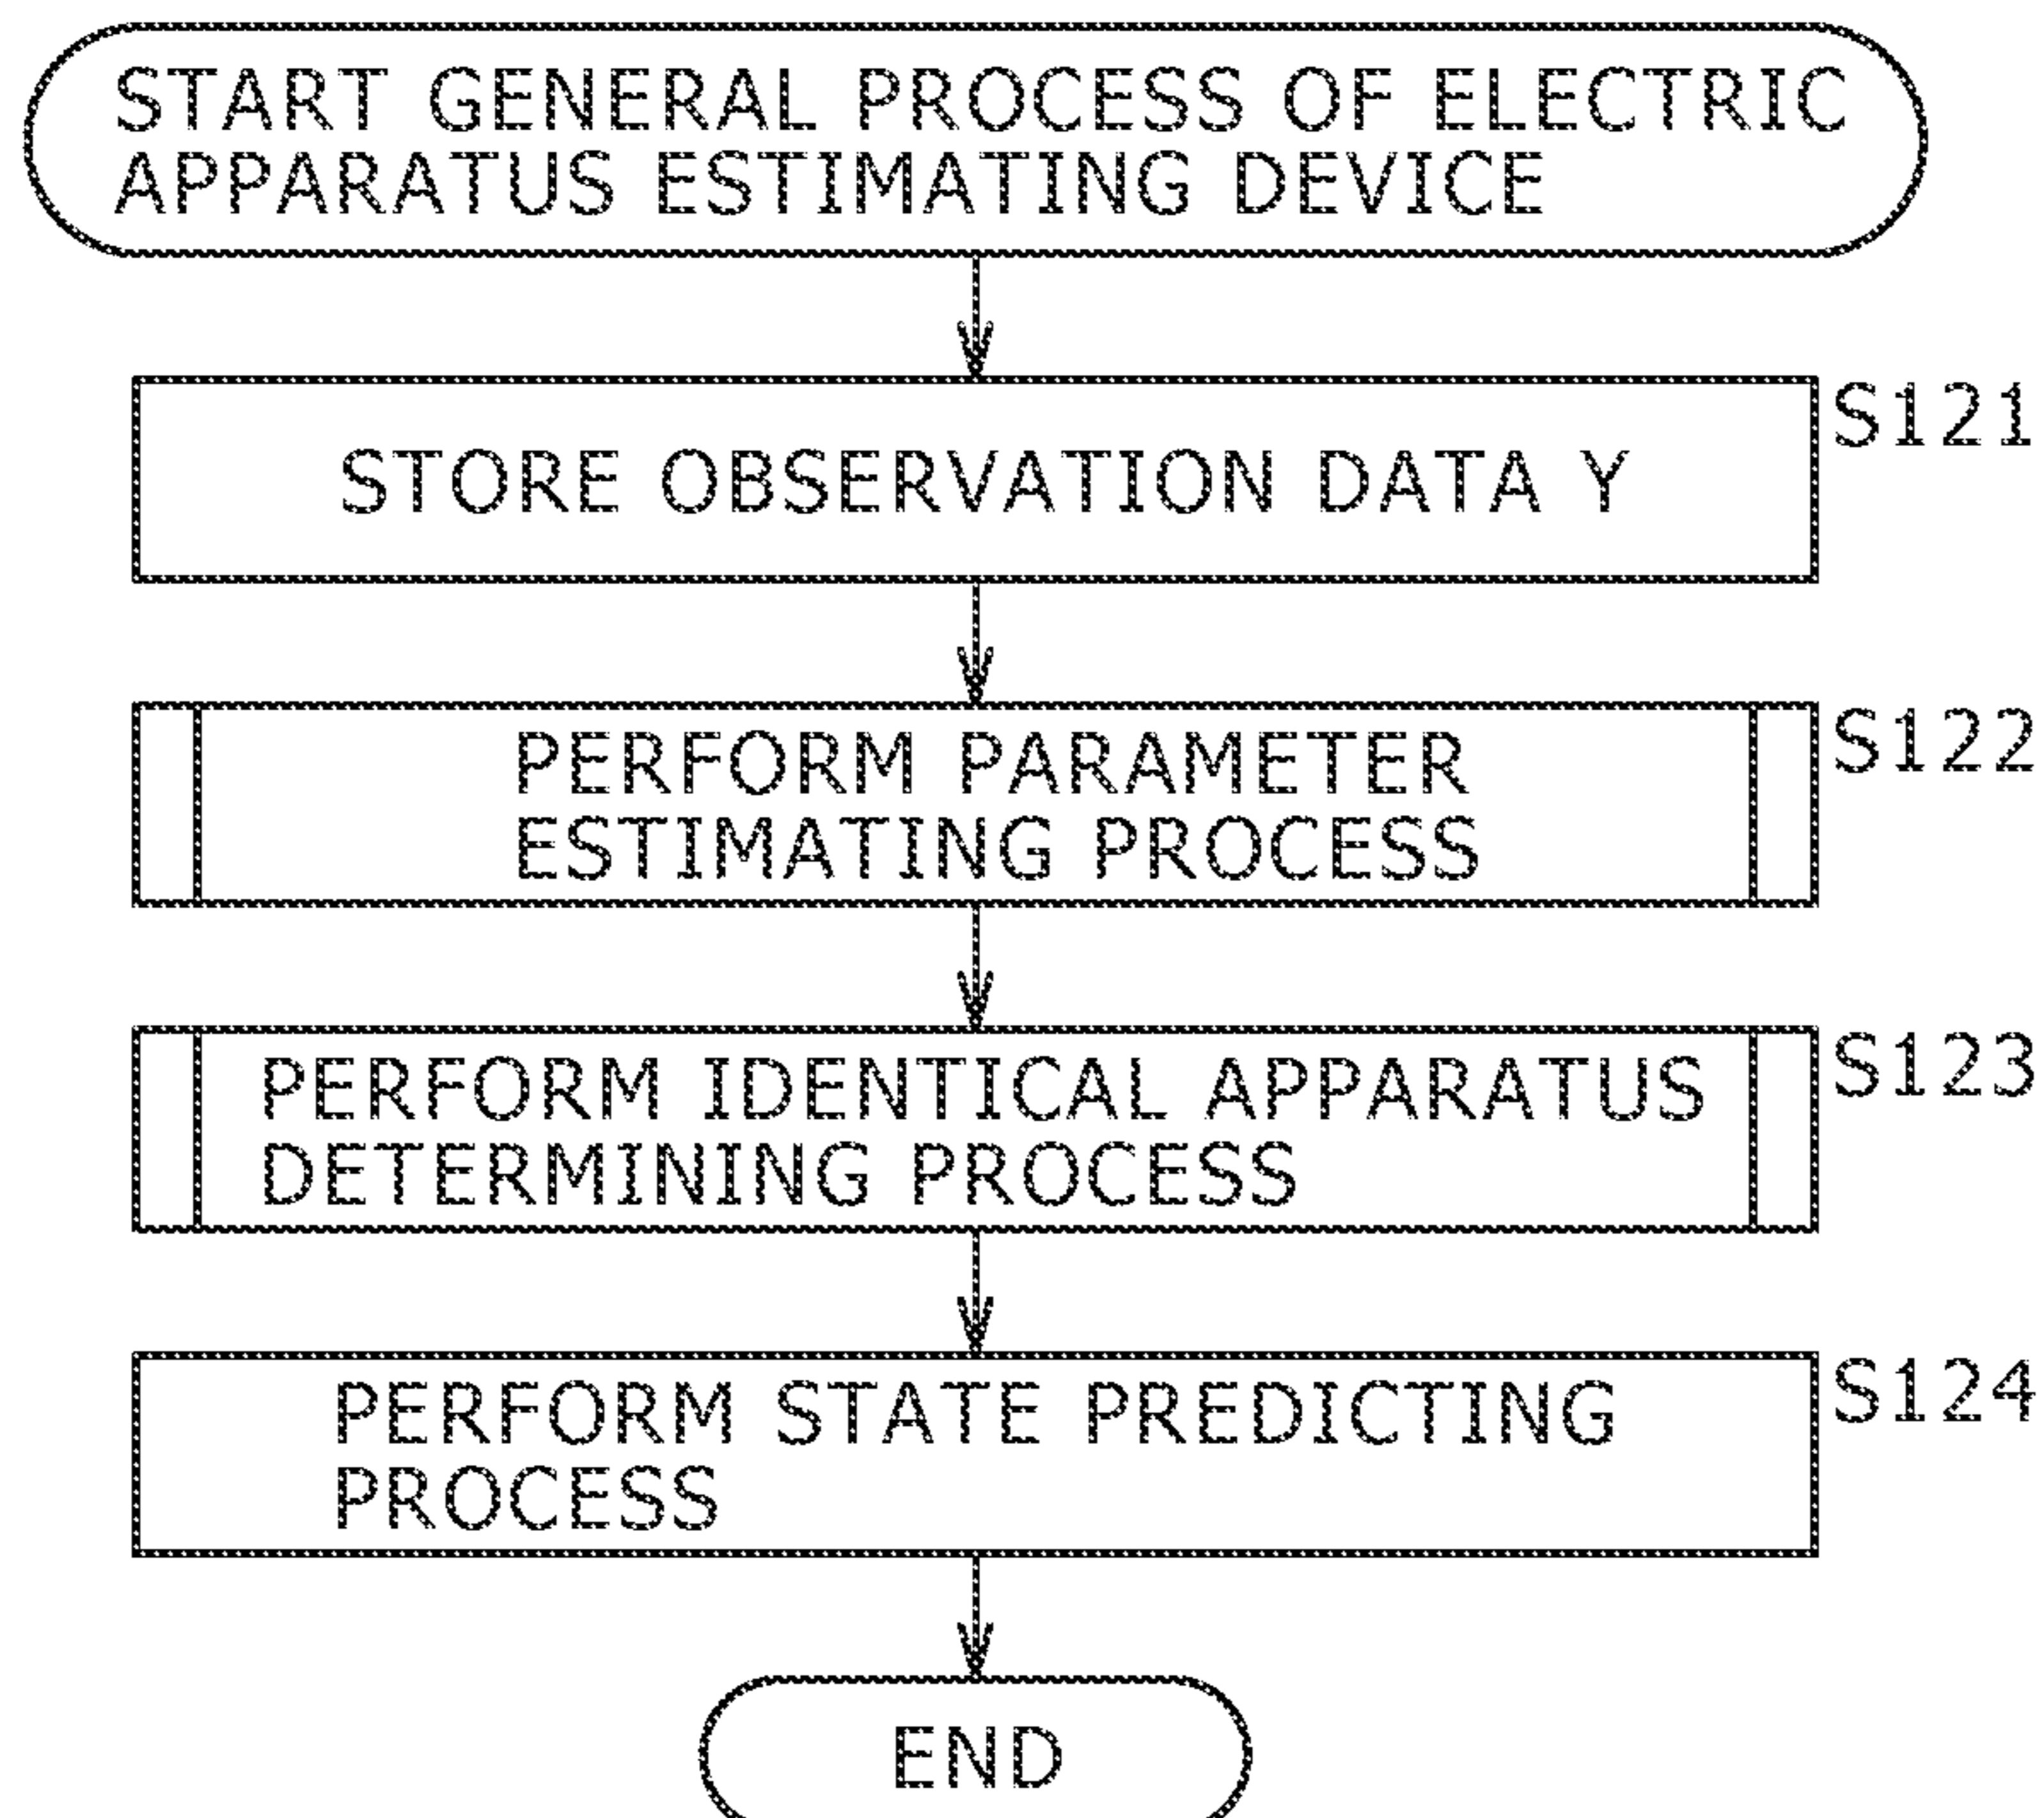 START GENERAL PROCESS OF ELECTRIC
APPARATUS ESTIMATING DEVICE
S121
STORE OBSERVATION DATA Y
S122
PERFORM PARAMETER
ESTIMATING PROCESS
S123
PERFORM IDENTICAL APPARATUS
DETERMINING PROCESS
S124
PERFORM STATE PREDICTING
PROCESS
END